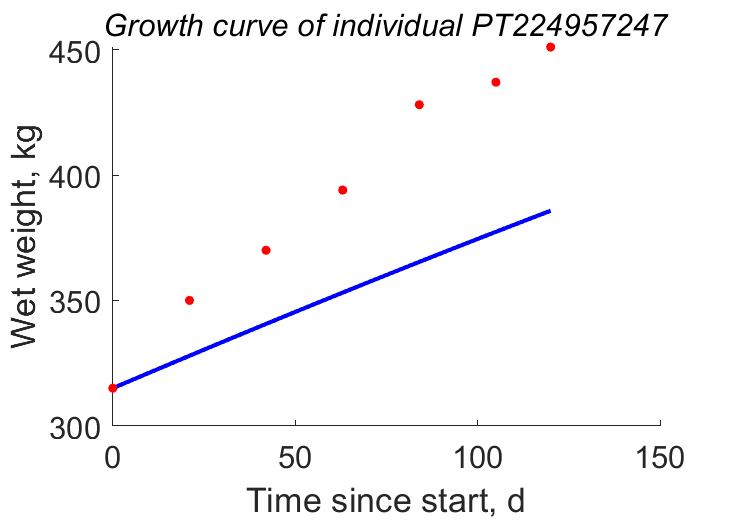 Growth curve of individual PT224957247
Wet weight, kg
450
400
350
300
0 50 100 150
Time since start, d